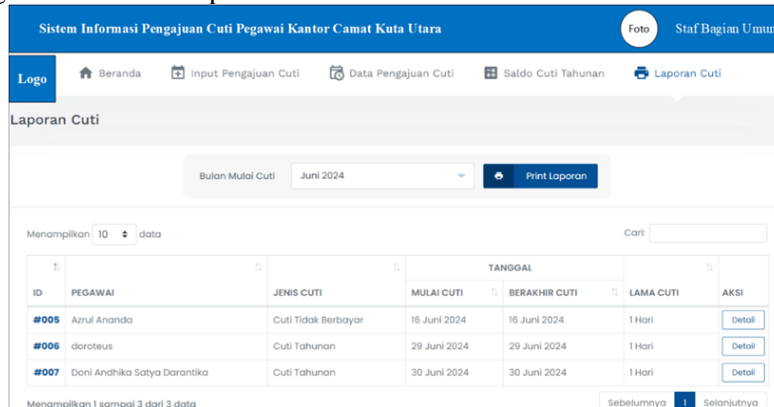 Sistem Informasi Pengajuan Cuti Pegawai Kantor Camat Kuta Utara
Foto
Staf Bagian Umum
Logo
Beranda
Input Pengajuan Cuti
Data Pengajuan Cuti
Saldo Cuti Tahunan
Laporan Cuti
Laporan Cuti
Bulan Mulai Cuti
Juni 2024
Print Laporan
Menampilkan 10 data
Cari:
TANGGAL
ID PEGAWAI JENIS CUTI MULAI CUTI BERAKHIR CUTI LAMA CUTI AKSI
#005 Azrul Ananda Cuti Tidak Berbayar 16 Juni 2024 16 Juni 2024 1 Hari Detail
#006 doroteus Cuti Tahunan 29 Juni 2024 29 Juni 2024 1 Hari Detail
#007 Doni Andhika Satya Darantika Cuti Tahunan 30 Juni 2024 30 Juni 2024 1 Hari Detail
Menampilkan 1 sampai 3 dari 3 data
Sebelumnya 1 Selanjutnya